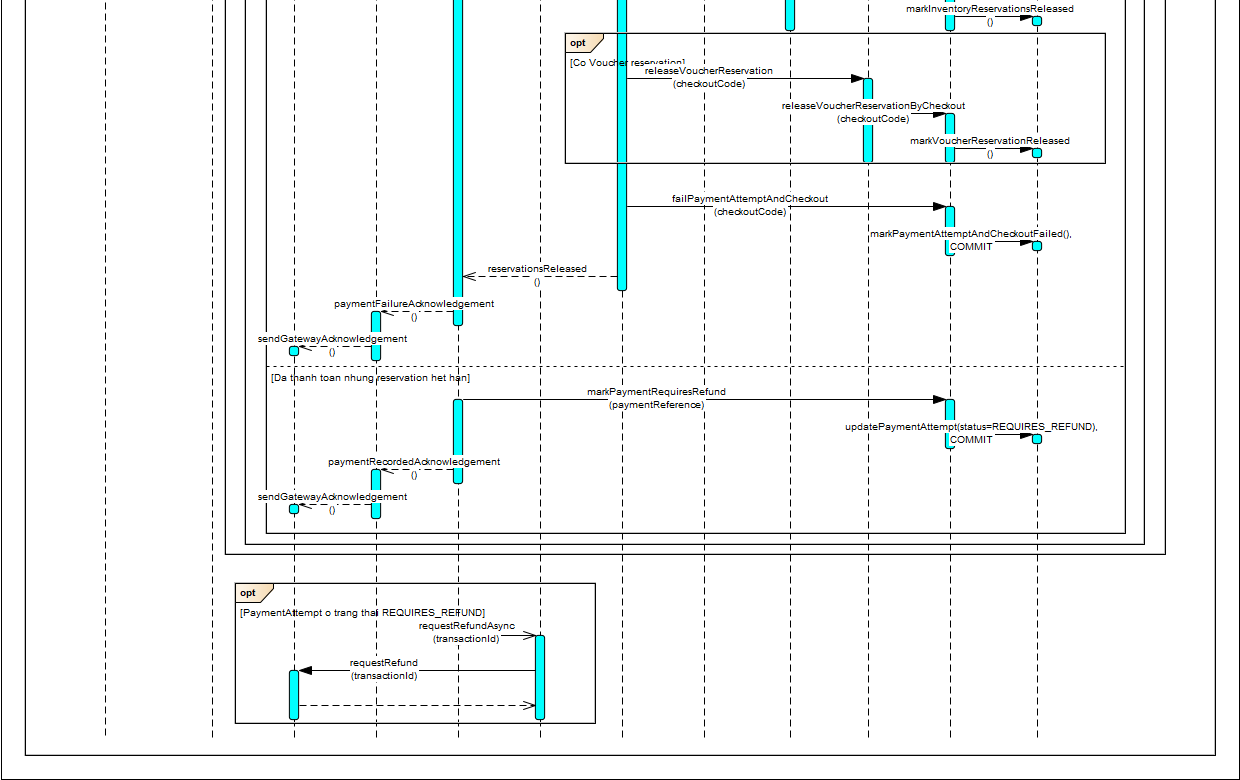 markInventoryReservationsReleased
()
opt
[Co Voucher reservation]
releaseVoucherReservation
(checkoutCode)
releaseVoucherReservationByCheckout
(checkoutCode)
markVoucherReservationReleased
()
failPaymentAttemptAndCheckout
(checkoutCode)
markPaymentAttemptAndCheckoutFailed(),
COMMIT
reservationsReleased
()
paymentFailureAcknowledgement
()
sendGatewayAcknowledgement
()
[Da thanh toan nhung reservation het han]
markPaymentRequiresRefund
(paymentReference)
updatePaymentAttempt(status=REQUIRES_REFUND),
COMMIT
paymentRecordedAcknowledgement
()
sendGatewayAcknowledgement
()
opt
[PaymentAttempt o trang thai REQUIRES_REFUND]
requestRefundAsync
(transactionId)
requestRefund
(transactionId)